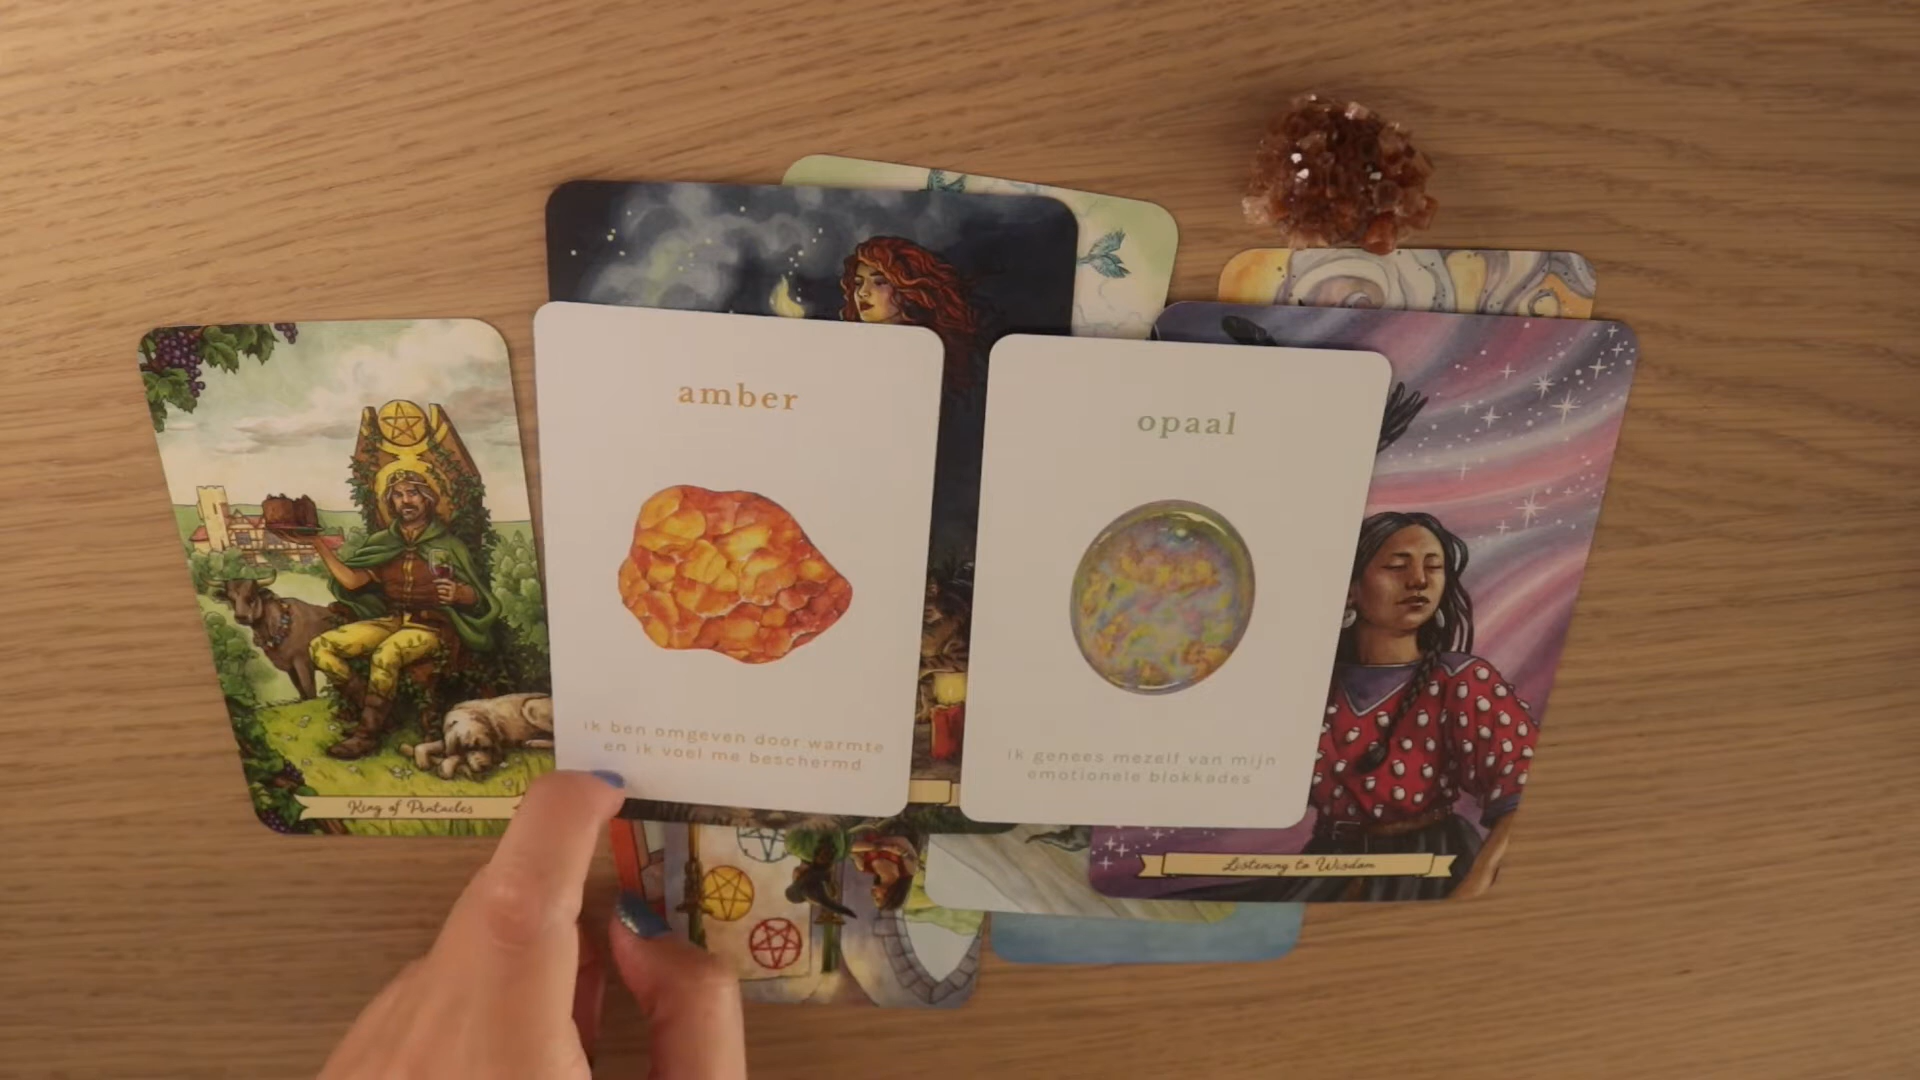 amber
ik ben omgeven door warmte
en ik voel me beschermd
opaal
ik genees mezelf van mijn
emotionele blokkades
King of Pentacles
Listening to Wisdom